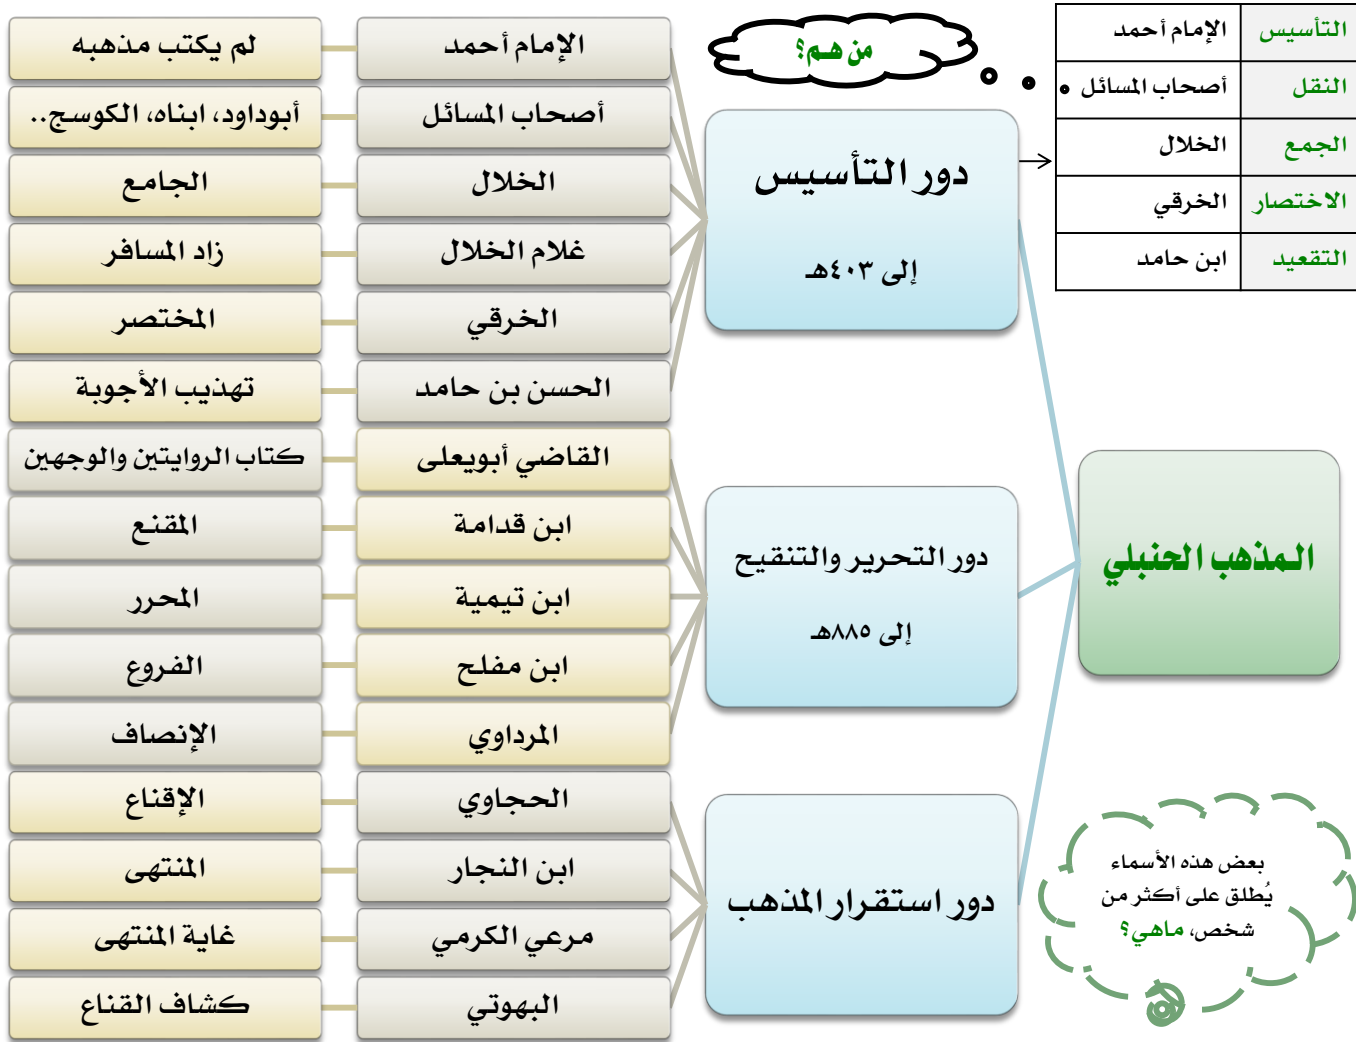 من هم؟
التأسيس الإمام أحمد
النقل أصحاب المسائل
الجمع الخلال
الاختصار الخرقي
التقعيد ابن حامد
المذهب الحنبلي
دور التأسيس
إلى ٤٠٣هـ
الإمام أحمد
لم يكتب مذهبه
أصحاب المسائل
أبوداود، ابناه، الكوسج..
الخلال
الجامع
غلام الخلال
زاد المسافر
الخرقي
المختصر
الحسن بن حامد
تهذيب الأجوبة
دور التحرير والتنقيح
إلى ٨٨٥هـ
القاضي أبويعلى
كتاب الروايتين والوجهين
ابن قدامة
المقنع
ابن تيمية
المحرر
ابن مفلح
الفروع
المرداوي
الإنصاف
دور استقرار المذهب
الحجاوي
الإقناع
ابن النجار
المنتهى
مرعي الكرمي
غاية المنتهى
البهوتي
كشاف القناع
بعض هذه الأسماء
يُطلق على أكثر من
شخص، ماهي؟